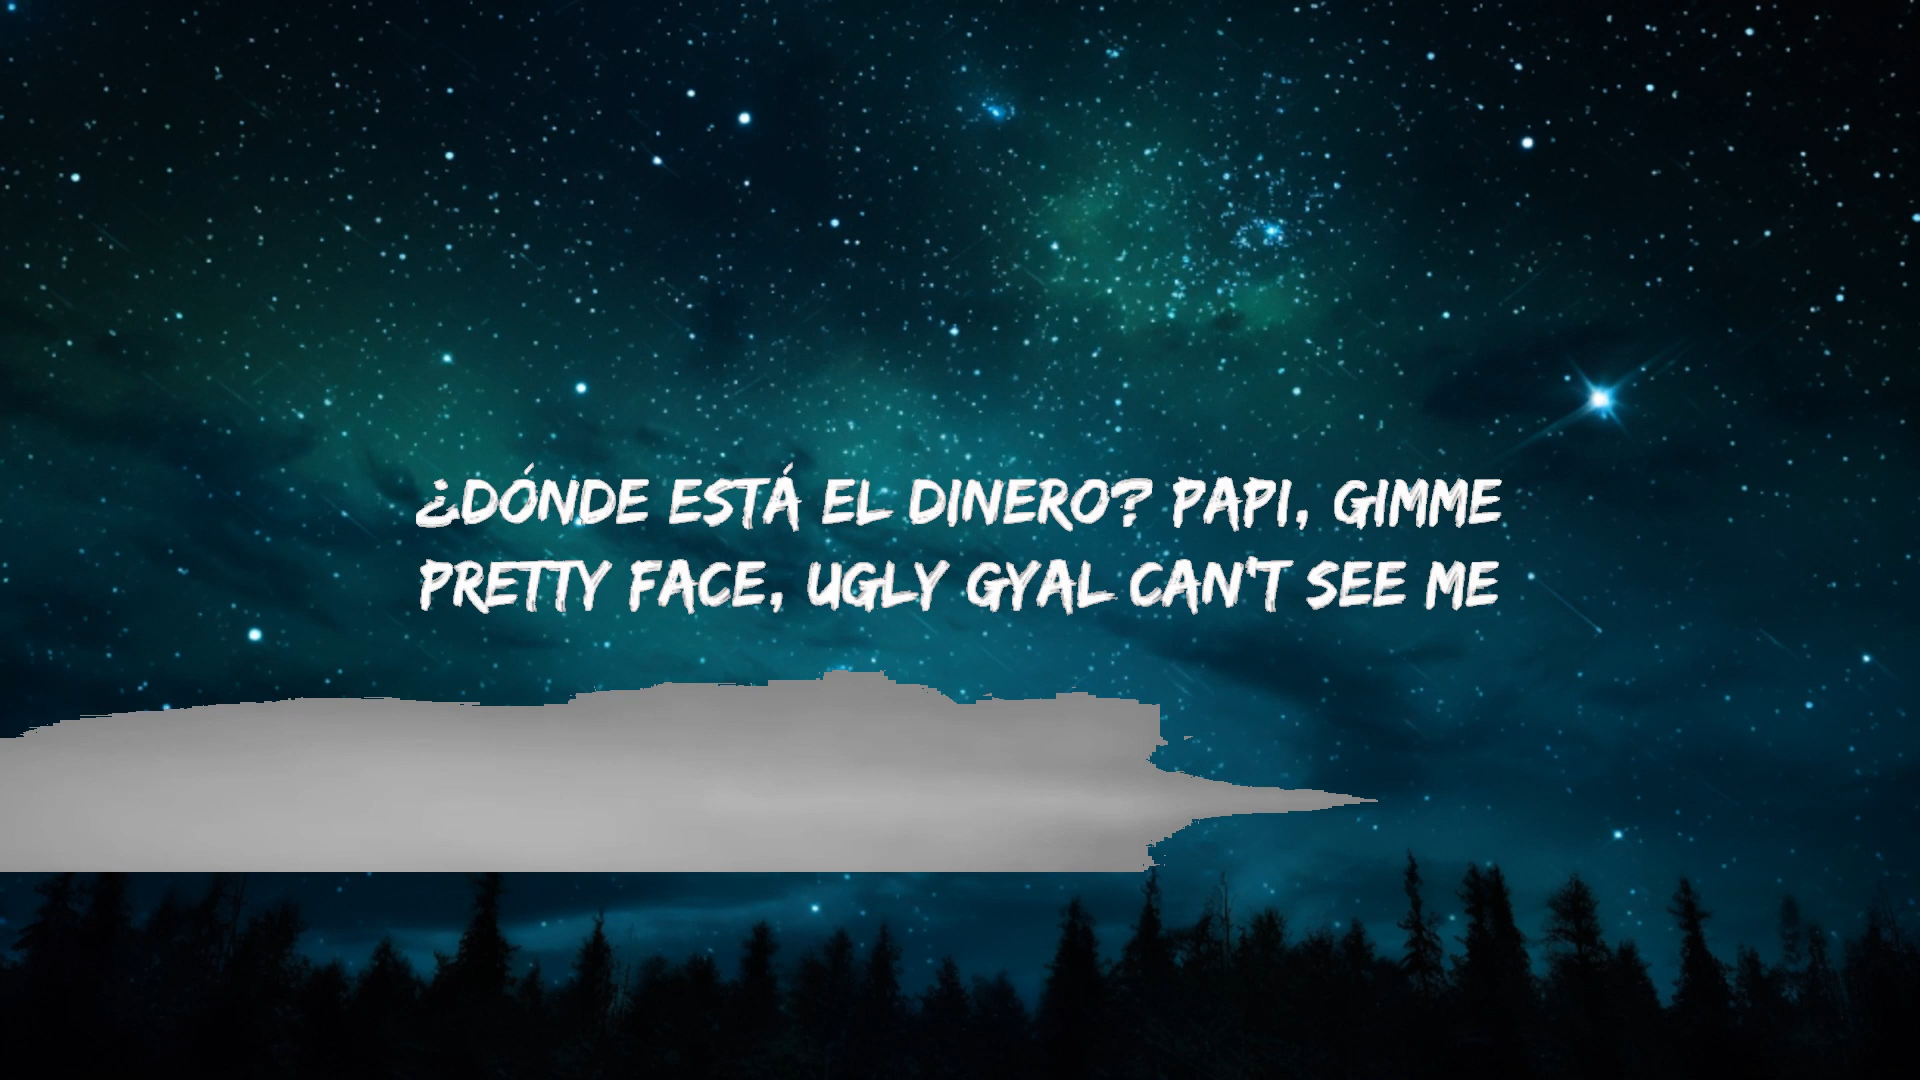 ¿DÓNDE ESTÁ EL DINERO? PAPI, GIMME
PRETTY FACE, UGLY GYAL CAN'T SEE ME